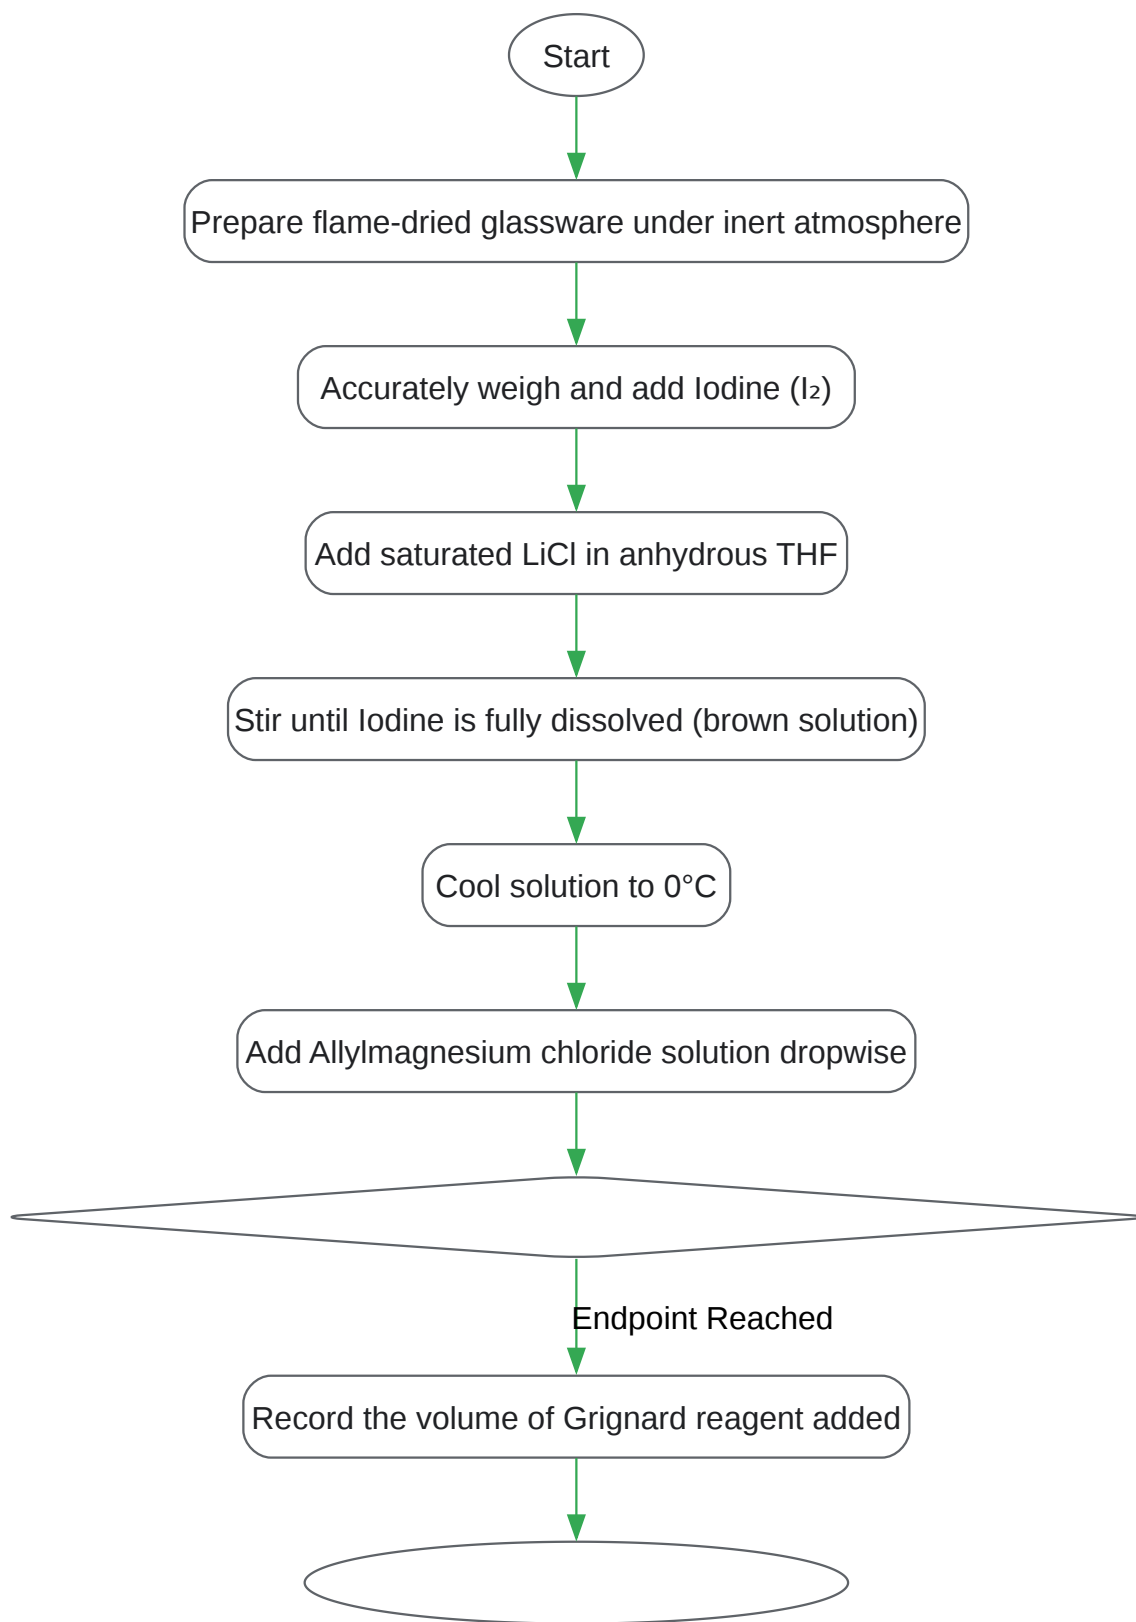 Start
Prepare flame-dried glassware under inert atmosphere
Accurately weigh and add Iodine (I₂)
Add saturated LiCl in anhydrous THF
Stir until Iodine is fully dissolved (brown solution)
Cool solution to 0°C
Add Allylmagnesium chloride solution dropwise
Endpoint Reached
Record the volume of Grignard reagent added